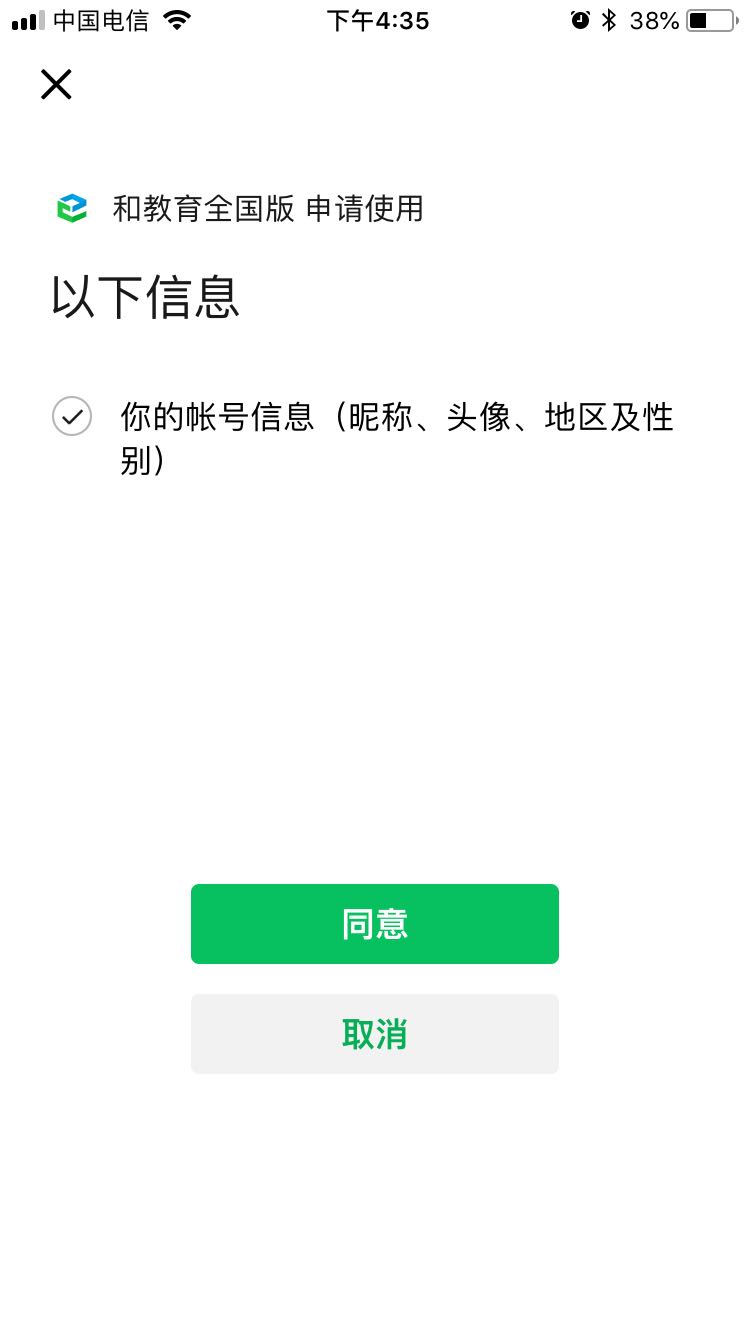 中国电信 下午4:35 38%
和教育全国版 申请使用
以下信息
你的帐号信息（昵称、头像、地区及性
别）
同意
取消